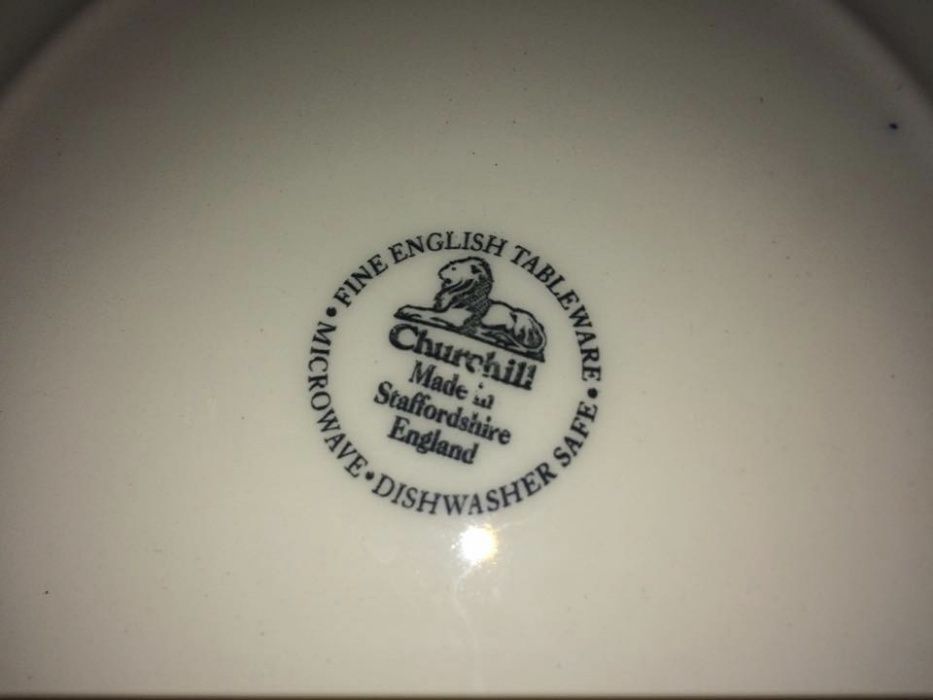 • FINE ENGLISH TABLEWARE •
MICROWAVE • DISHWASHER SAFE
Churchill
Made in
Staffordshire
England